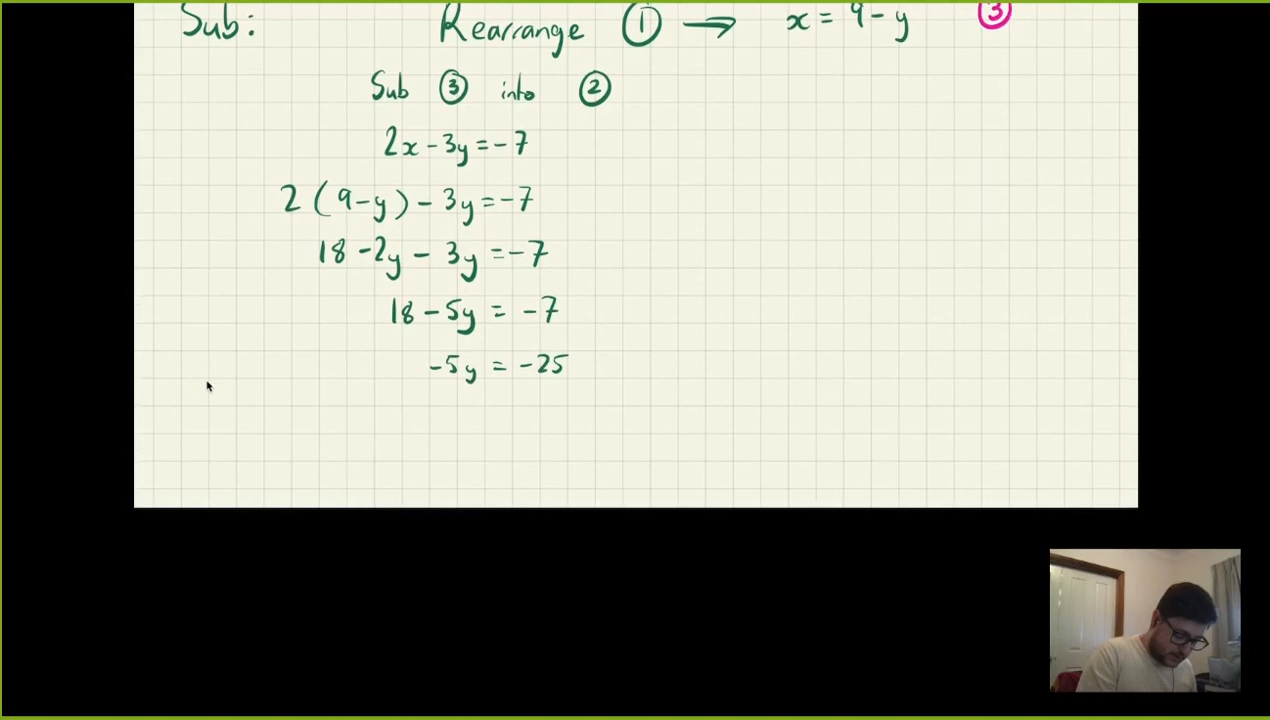 Sub: Rearrange ① → x = 9 - y ③
Sub ③ into ②
2x - 3y = -7
2 (9-y) - 3y = -7
18 - 2y - 3y = -7
18 - 5y = -7
-5y = -25